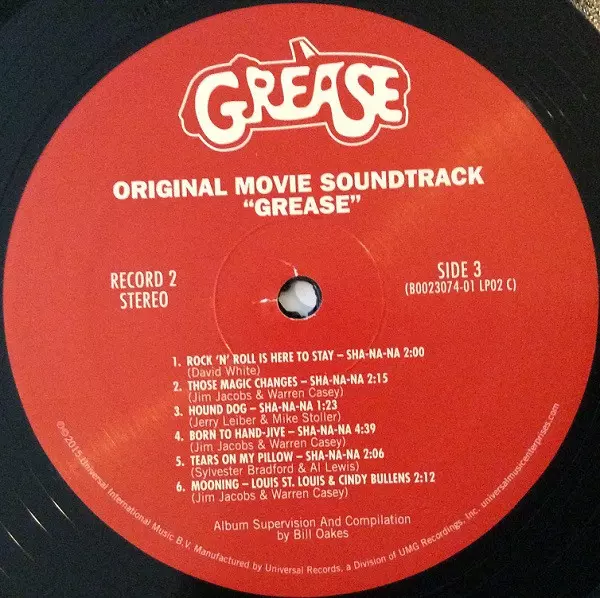 GREASE
ORIGINAL MOVIE SOUNDTRACK
“GREASE”
RECORD 2
STEREO
SIDE 3
(B0023074-01 LP02 C)
1. ROCK 'N' ROLL IS HERE TO STAY – SHA-NA-NA 2:00
(David White)
2. THOSE MAGIC CHANGES – SHA-NA-NA 2:15
(Jim Jacobs & Warren Casey)
3. HOUND DOG – SHA-NA-NA 1:23
(Jerry Leiber & Mike Stoller)
4. BORN TO HAND-JIVE – SHA-NA-NA 4:39
(Jim Jacobs & Warren Casey)
5. TEARS ON MY PILLOW – SHA-NA-NA 2:06
(Sylvester Bradford & Al Lewis)
6. MOONING – LOUIS ST. LOUIS & CINDY BULLENS 2:12
(Jim Jacobs & Warren Casey)
Album Supervision And Compilation
by Bill Oakes
℗© 2015 Universal International Music B.V. Manufactured by Universal Records, a Division of UMG Recordings, Inc. universalmusicenterprises.com.